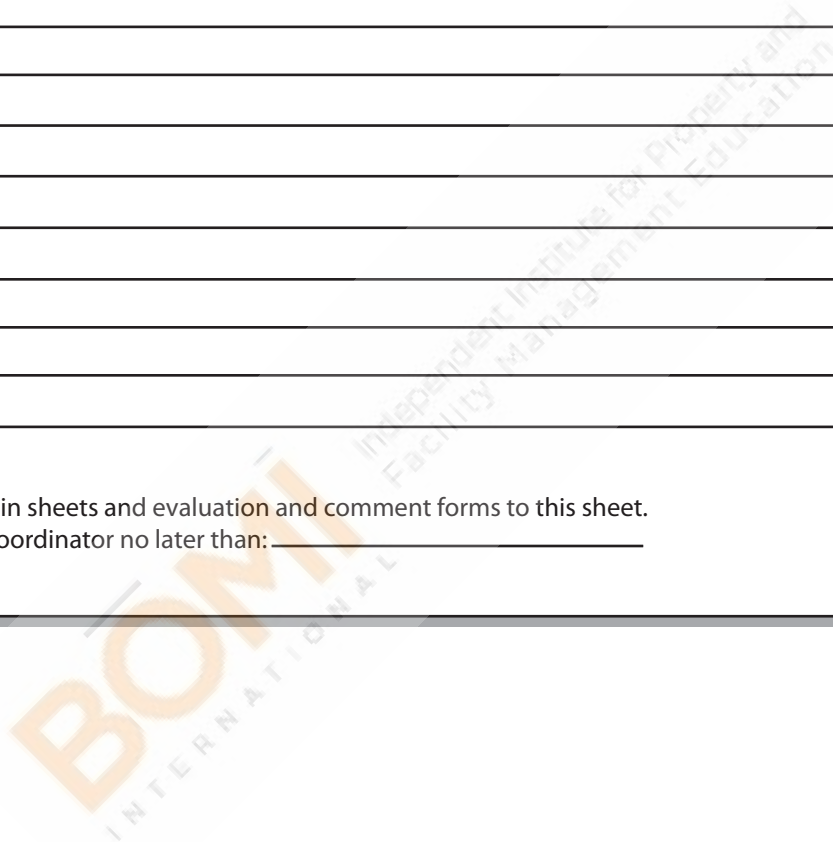 in sheets and evaluation and comment forms to this sheet.
oordinator no later than:
Independent Institute for Property and
Facility Management Education
BOMI
INTERNATIONAL